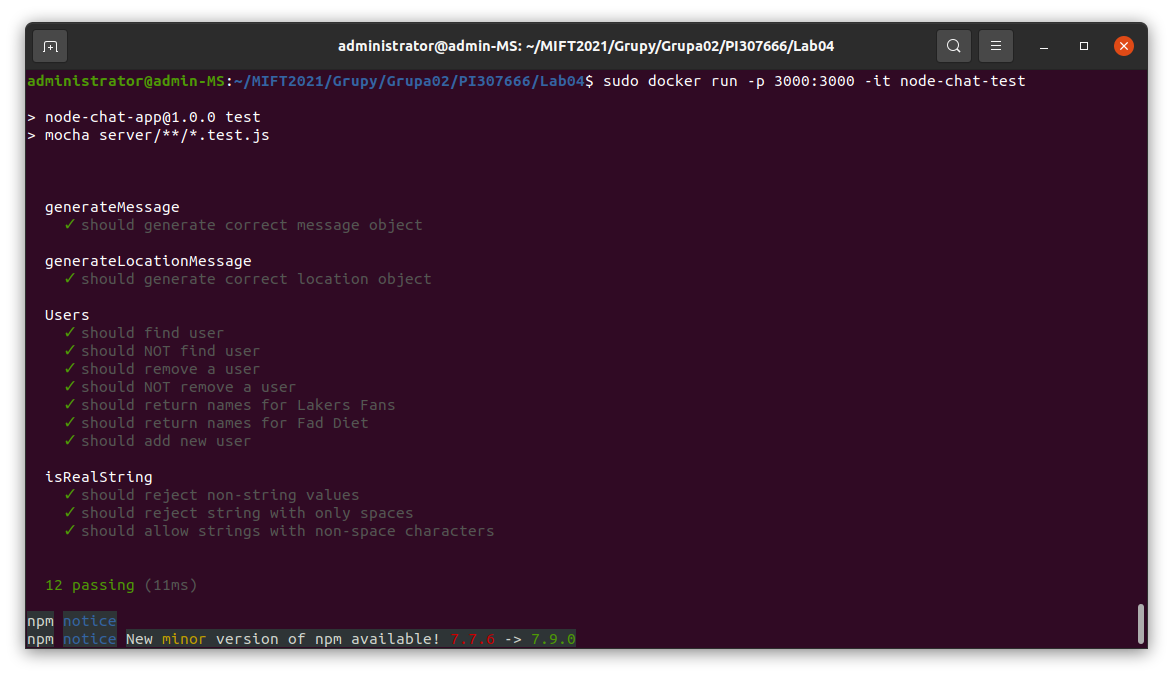 administrator@admin-MS: ~/MIFT2021/Grupy/Grupa02/PI307666/Lab04
administrator@admin-MS:~/MIFT2021/Grupy/Grupa02/PI307666/Lab04$ sudo docker run -p 3000:3000 -it node-chat-test
> node-chat-app@1.0.0 test
> mocha server/**/*.test.js
generateMessage
✓ should generate correct message object
generateLocationMessage
✓ should generate correct location object
Users
✓ should find user
✓ should NOT find user
✓ should remove a user
✓ should NOT remove a user
✓ should return names for Lakers Fans
✓ should return names for Fad Diet
✓ should add new user
isRealString
✓ should reject non-string values
✓ should reject string with only spaces
✓ should allow strings with non-space characters
12 passing (11ms)
npm notice
npm notice New minor version of npm available! 7.7.6 -> 7.9.0